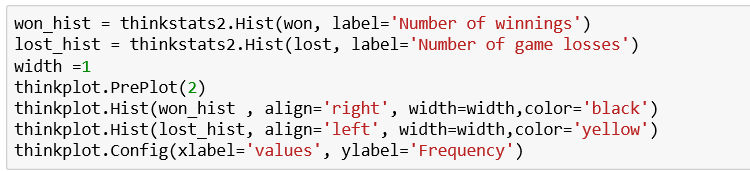 won_hist = thinkstats2.Hist(won, label='Number of winnings')
lost_hist = thinkstats2.Hist(lost, label='Number of game losses')
width =1
thinkplot.PrePlot(2)
thinkplot.Hist(won_hist , align='right', width=width,color='black')
thinkplot.Hist(lost_hist, align='left', width=width,color='yellow')
thinkplot.Config(xlabel='values', ylabel='Frequency')